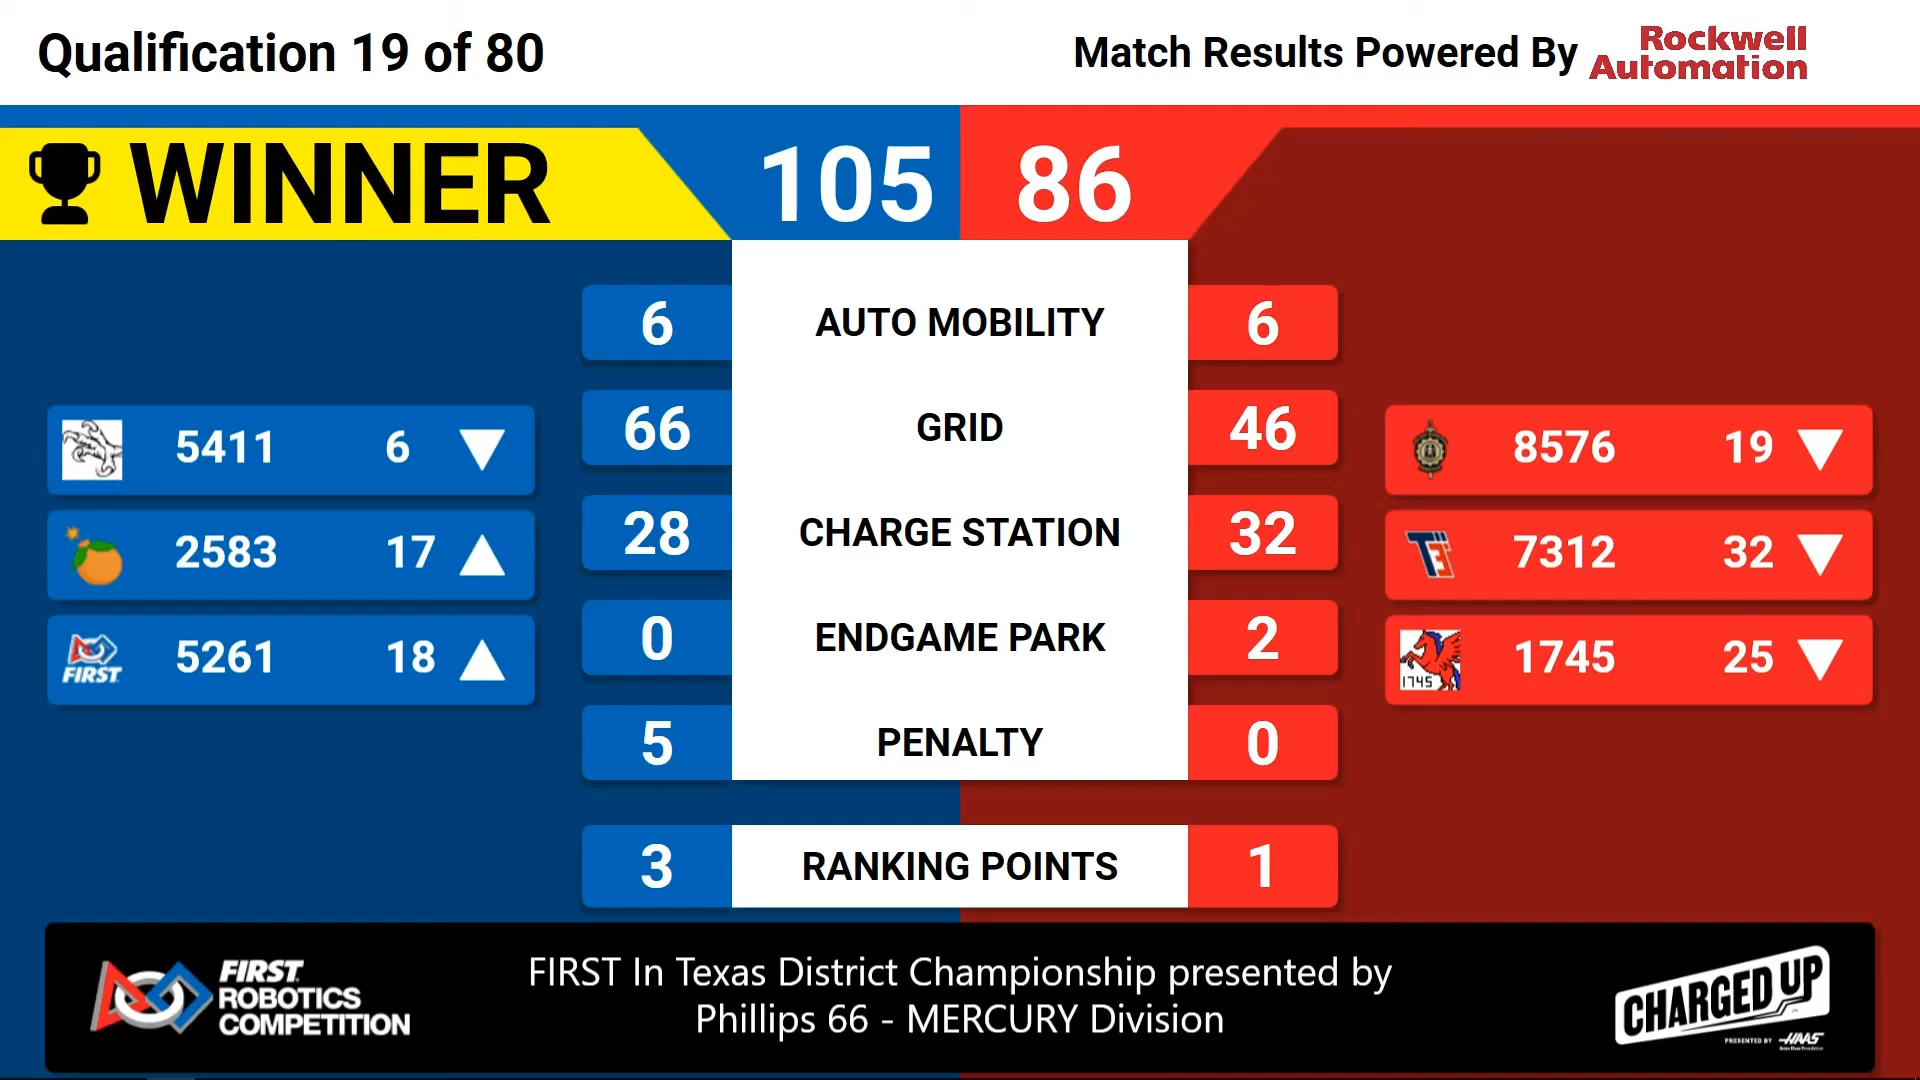 Qualification 19 of 80
Match Results Powered By
Rockwell
Automation
WINNER
105
86
6
AUTO MOBILITY
6
66
GRID
46
28
CHARGE STATION
32
0
ENDGAME PARK
2
5
PENALTY
0
3
RANKING POINTS
1
5411 6
2583 17
FIRST
5261 18
8576 19
7312 32
1745
1745 25
FIRST
ROBOTICS
COMPETITION
FIRST In Texas District Championship presented by
Phillips 66 - MERCURY Division
CHARGED UP
PRESENTED BY HAAS